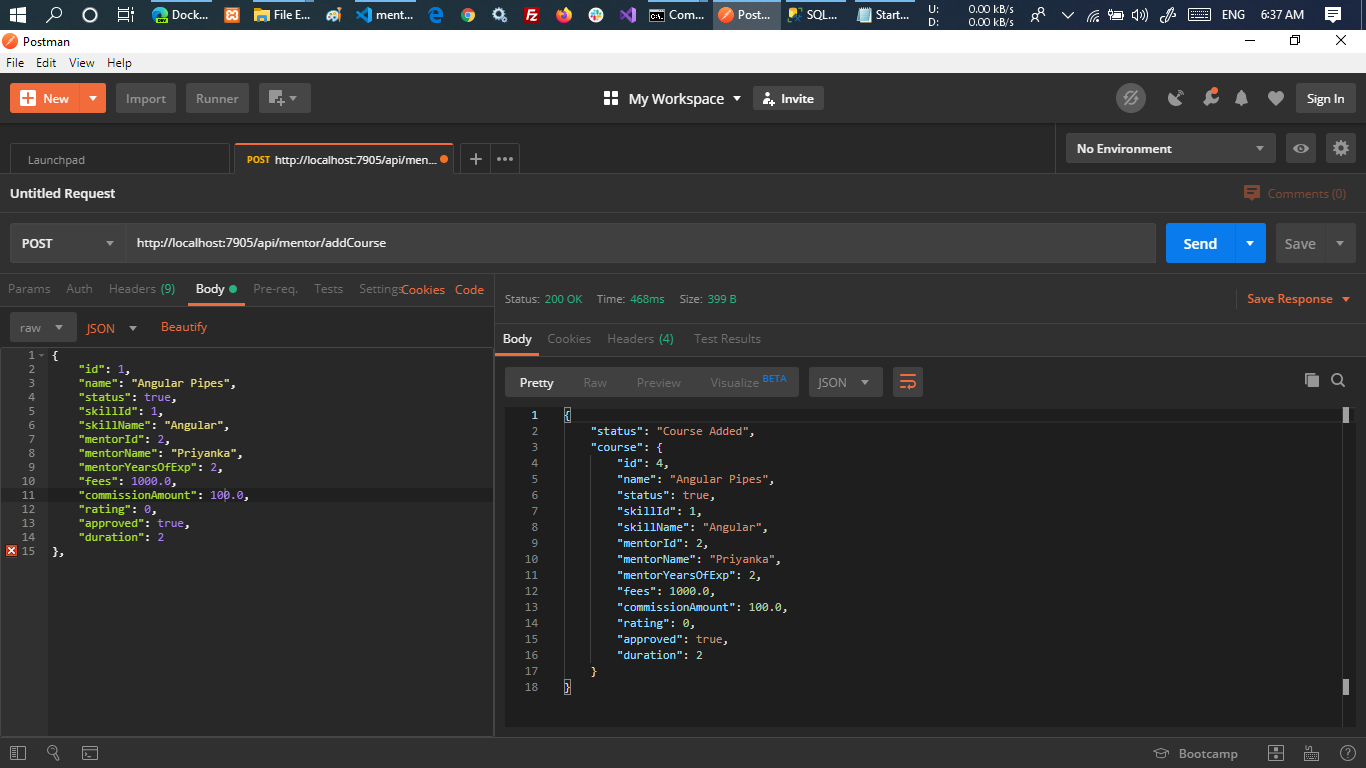 Dock...
File E...
ment...
Com...
Post...
SQL...
Start...
U: 0.00 kB/s
D: 0.00 kB/s
ENG
6:37 AM
Postman
File Edit View Help
New
Import
Runner
My Workspace
Invite
Sign In
Launchpad
POST http://localhost:7905/api/men...
No Environment
Untitled Request
Comments (0)
POST
http://localhost:7905/api/mentor/addCourse
Send
Save
Params Auth Headers (9) Body Pre-req. Tests Settings Cookies Code
raw JSON Beautify
1 {
2 "id": 1,
3 "name": "Angular Pipes",
4 "status": true,
5 "skillId": 1,
6 "skillName": "Angular",
7 "mentorId": 2,
8 "mentorName": "Priyanka",
9 "mentorYearsOfExp": 2,
10 "fees": 1000.0,
11 "commissionAmount": 100.0,
12 "rating": 0,
13 "approved": true,
14 "duration": 2
15 },
Status: 200 OK Time: 468ms Size: 399 B
Save Response
Body Cookies Headers (4) Test Results
Pretty Raw Preview Visualize BETA JSON
1 {
2 "status": "Course Added",
3 "course": {
4 "id": 4,
5 "name": "Angular Pipes",
6 "status": true,
7 "skillId": 1,
8 "skillName": "Angular",
9 "mentorId": 2,
10 "mentorName": "Priyanka",
11 "mentorYearsOfExp": 2,
12 "fees": 1000.0,
13 "commissionAmount": 100.0,
14 "rating": 0,
15 "approved": true,
16 "duration": 2
17 }
18 }
Bootcamp